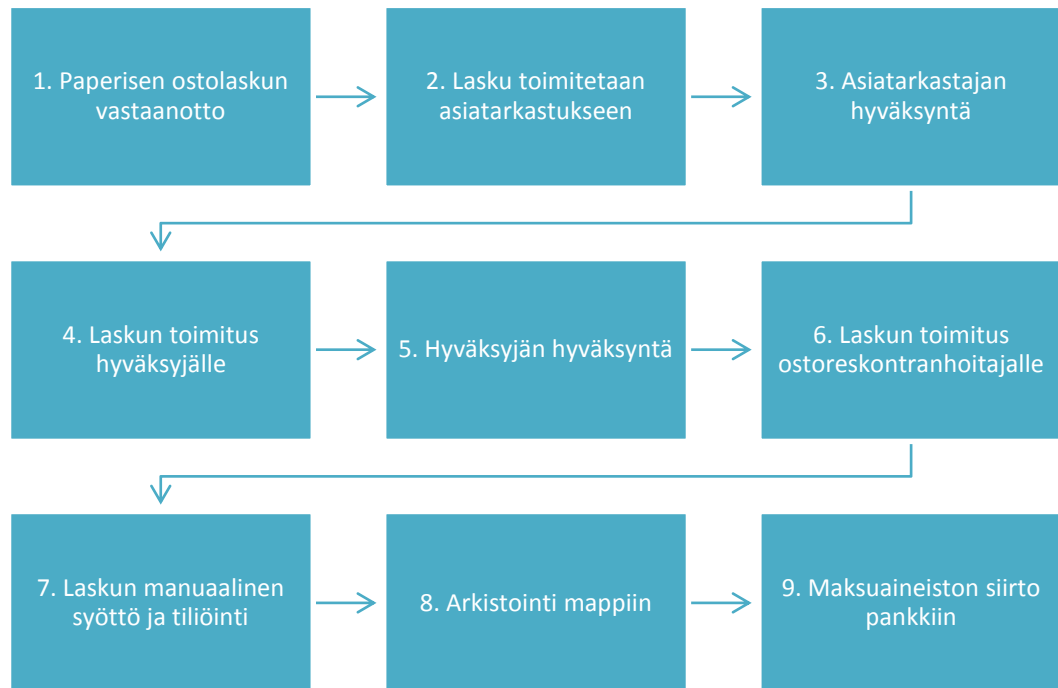 1. Paperisen ostolaskun
vastaanotto
2. Lasku toimitetaan
asiatarkastukseen
3. Asiatarkastajan
hyväksyntä
4. Laskun toimitus
hyväksyjälle
5. Hyväksyjän hyväksyntä
6. Laskun toimitus
ostoreskontranhoitajalle
7. Laskun manuaalinen
syöttö ja tiliöinti
8. Arkistointi mappiin
9. Maksuaineiston siirto
pankkiin